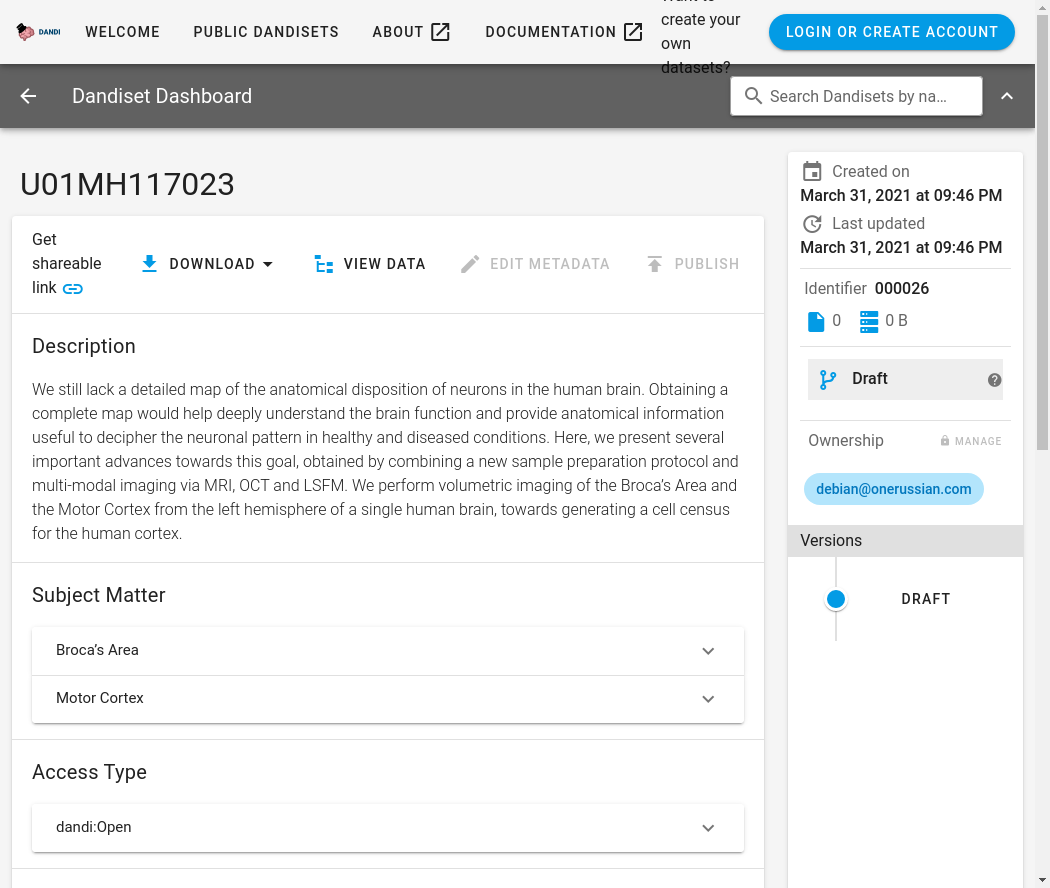 DANDI
WELCOME
PUBLIC DANDISETS
ABOUT
DOCUMENTATION
create your
own
datasets?
LOGIN OR CREATE ACCOUNT
Dandiset Dashboard
Search Dandisets by na…
U01MH117023
Get
shareable
link
DOWNLOAD
VIEW DATA
EDIT METADATA
PUBLISH
Description
We still lack a detailed map of the anatomical disposition of neurons in the human brain. Obtaining a
complete map would help deeply understand the brain function and provide anatomical information
useful to decipher the neuronal pattern in healthy and diseased conditions. Here, we present several
important advances towards this goal, obtained by combining a new sample preparation protocol and
multi-modal imaging via MRI, OCT and LSFM. We perform volumetric imaging of the Broca’s Area and
the Motor Cortex from the left hemisphere of a single human brain, towards generating a cell census
for the human cortex.
Subject Matter
Broca’s Area
Motor Cortex
Access Type
dandi:Open
Created on
March 31, 2021 at 09:46 PM
Last updated
March 31, 2021 at 09:46 PM
Identifier 000026
0
0 B
Draft
Ownership
MANAGE
debian@onerussian.com
Versions
DRAFT